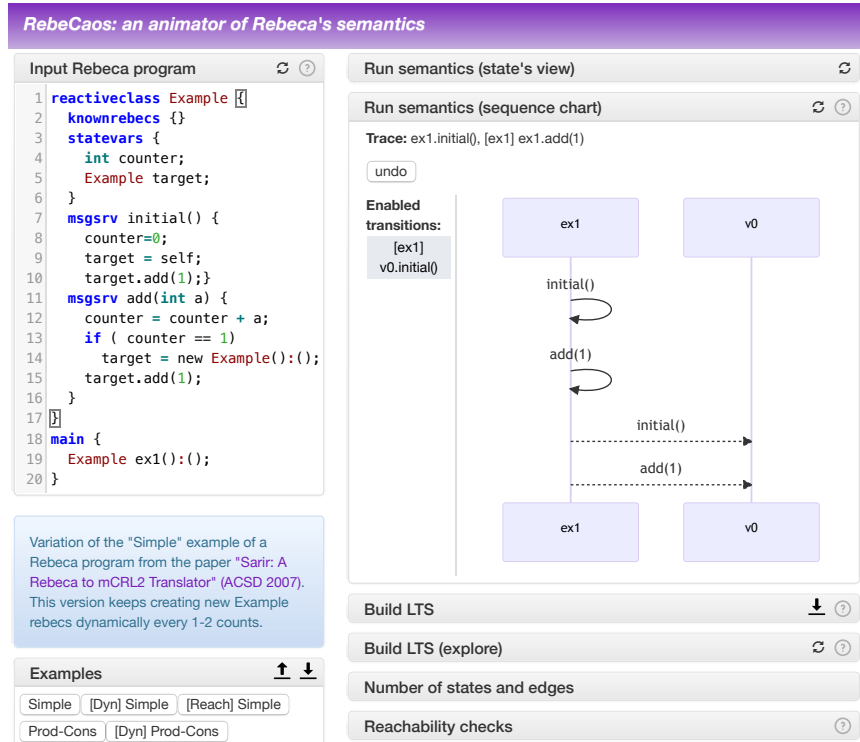 RebeCaos: an animator of Rebeca's semantics
Input Rebeca program
1 reactiveclass Example {
2 knownrebecs {}
3 statevars {
4 int counter;
5 Example target;
6 }
7 msgsrv initial() {
8 counter=0;
9 target = self;
10 target.add(1);}
11 msgsrv add(int a) {
12 counter = counter + a;
13 if ( counter == 1)
14 target = new Example():();
15 target.add(1);
16 }
17 }
18 main {
19 Example ex1():();
20 }
Variation of the "Simple" example of a
Rebeca program from the paper "Sarir: A
Rebeca to mCRL2 Translator" (ACSD 2007).
This version keeps creating new Example
rebecs dynamically every 1-2 counts.
Examples
Simple [Dyn] Simple [Reach] Simple
Prod-Cons [Dyn] Prod-Cons
Run semantics (state's view)
Run semantics (sequence chart)
Trace: ex1.initial(), [ex1] ex1.add(1)
undo
Enabled
transitions:
[ex1]
v0.initial()
ex1 v0
initial()
add(1)
initial()
add(1)
ex1 v0
Build LTS
Build LTS (explore)
Number of states and edges
Reachability checks